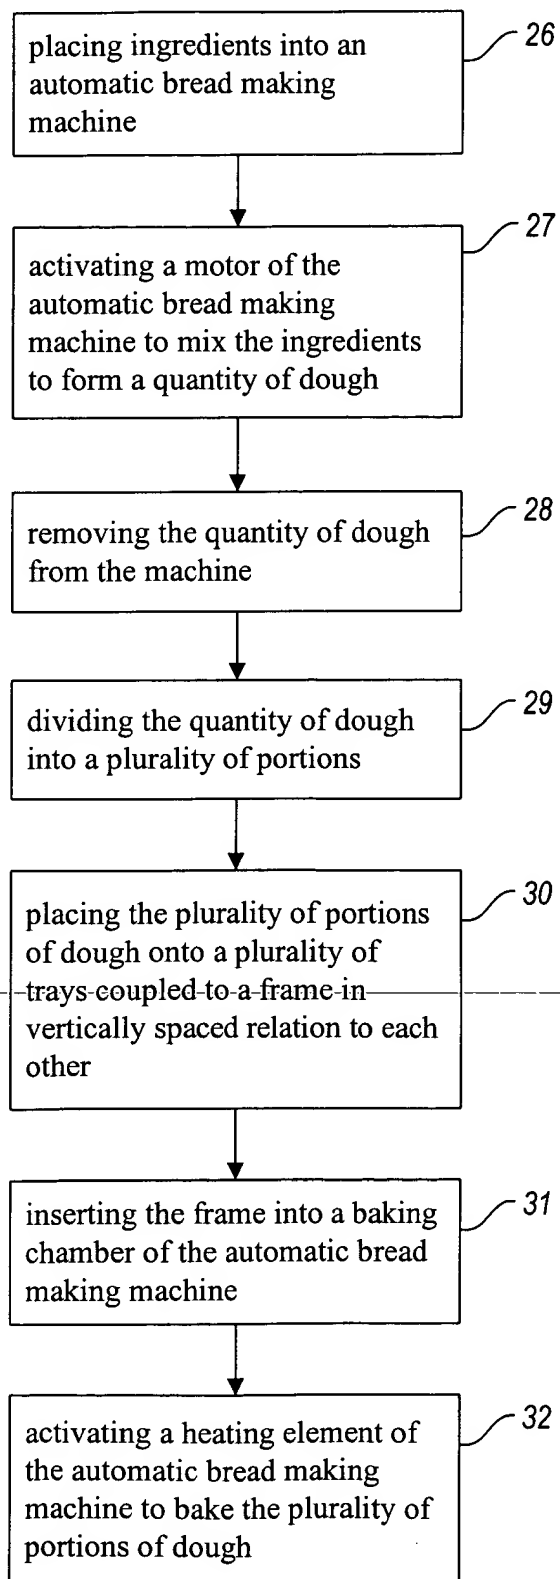 placing ingredients into an 26
automatic bread making
machine
27
activating a motor of the
automatic bread making
machine to mix the ingredients
to form a quantity of dough
28
removing the quantity of dough
from the machine
29
dividing the quantity of dough
into a plurality of portions
30
placing the plurality of portions
of dough onto a plurality of
trays coupled to a frame in
vertically spaced relation to each
other
31
inserting the frame into a baking
chamber of the automatic bread
making machine
32
activating a heating element of
the automatic bread making
machine to bake the plurality of
portions of dough